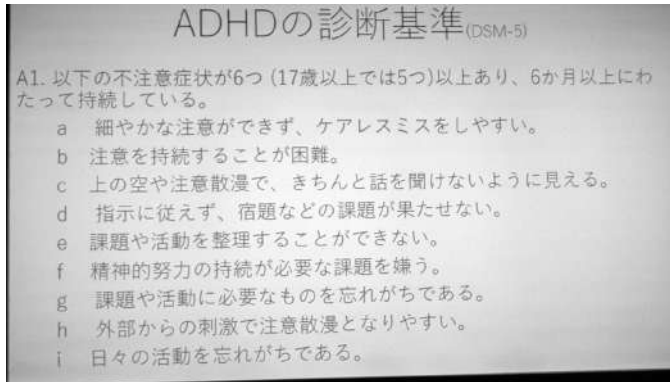 ADHDの診断基準(DSM-5)
A1. 以下の不注意症状が6つ (17歳以上では5つ)以上あり、6か月以上にわ
たって持続している。
a 細やかな注意ができず、ケアレスミスをしやすい。
b 注意を持続することが困難。
c 上の空や注意散漫で、きちんと話を聞けないように見える。
d 指示に従えず、宿題などの課題が果たせない。
e 課題や活動を整理することができない。
f 精神的努力の持続が必要な課題を嫌う。
g 課題や活動に必要なものを忘れがちである。
h 外部からの刺激で注意散漫となりやすい。
i 日々の活動を忘れがちである。